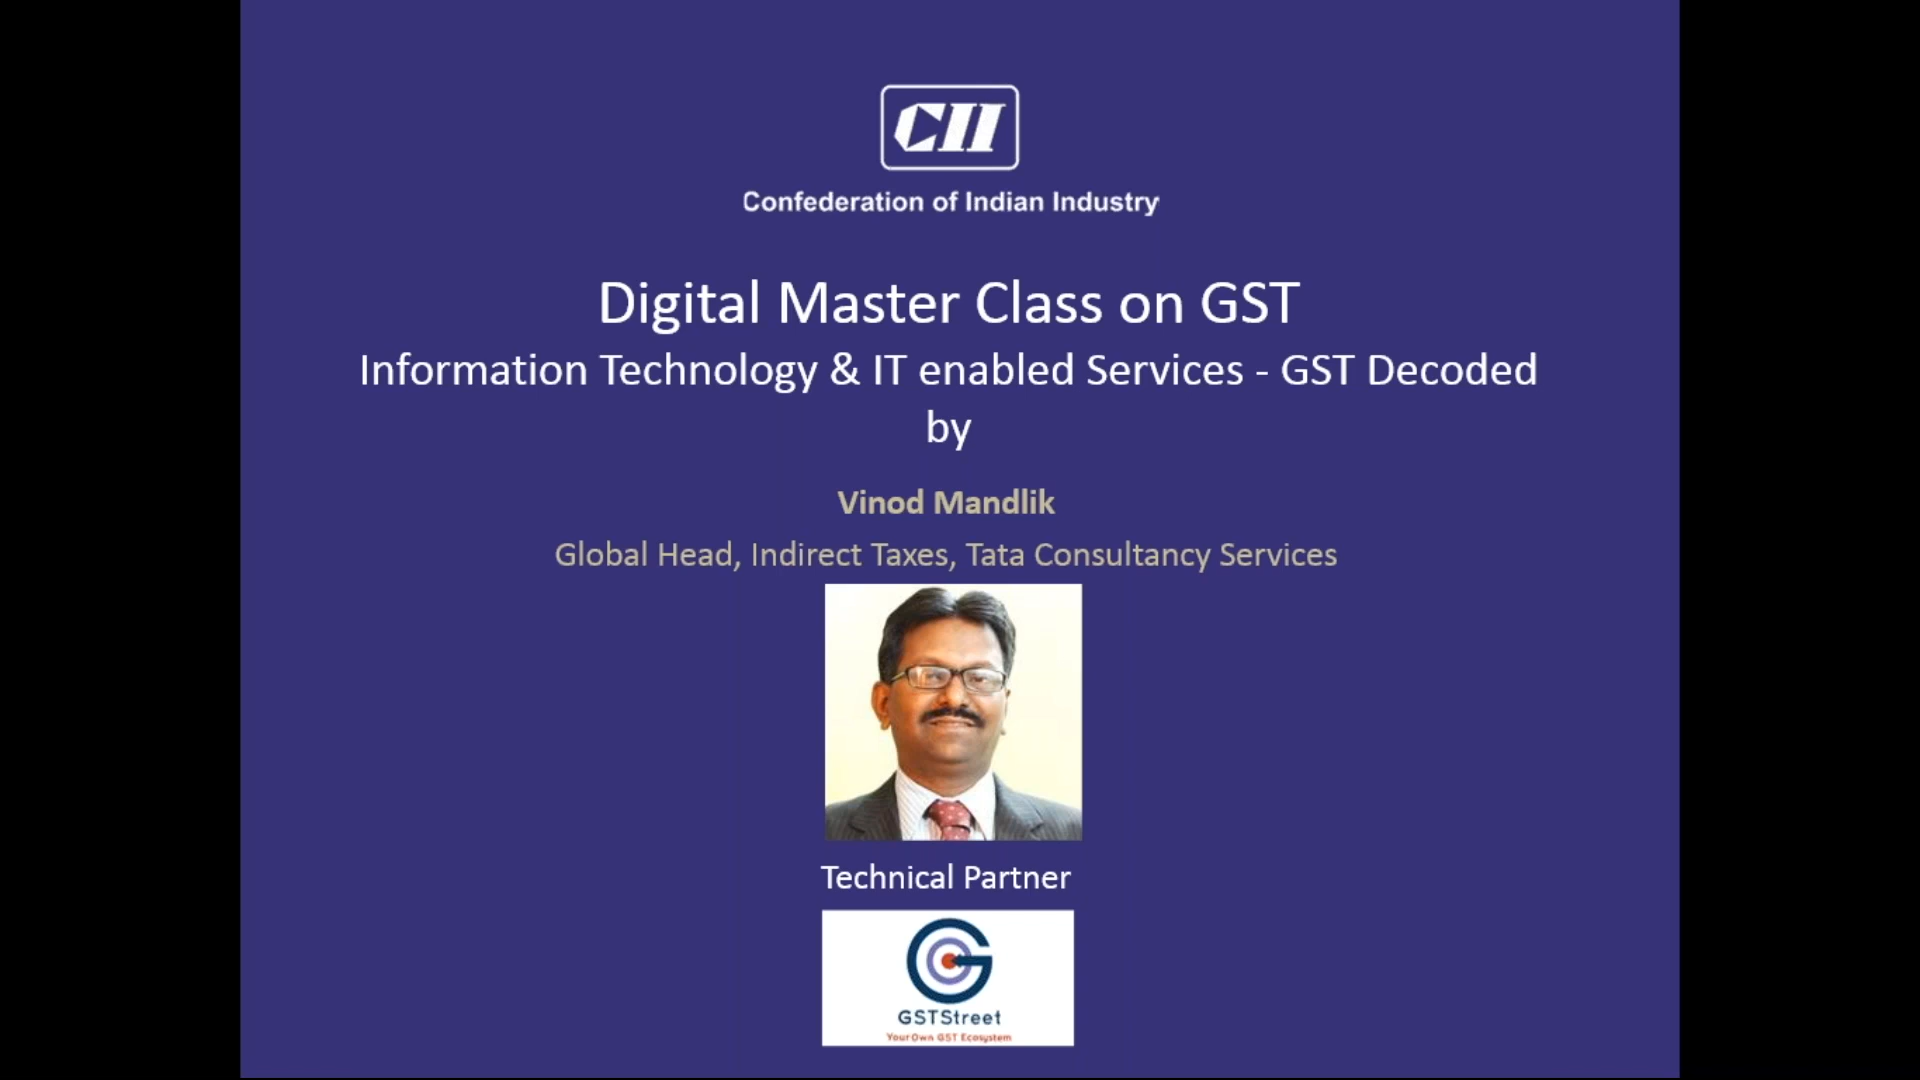 CII
Confederation of Indian Industry
Digital Master Class on GST
Information Technology & IT enabled Services - GST Decoded
by
Vinod Mandlik
Global Head, Indirect Taxes, Tata Consultancy Services
Technical Partner
GSTStreet
Your Own GST Ecosystem